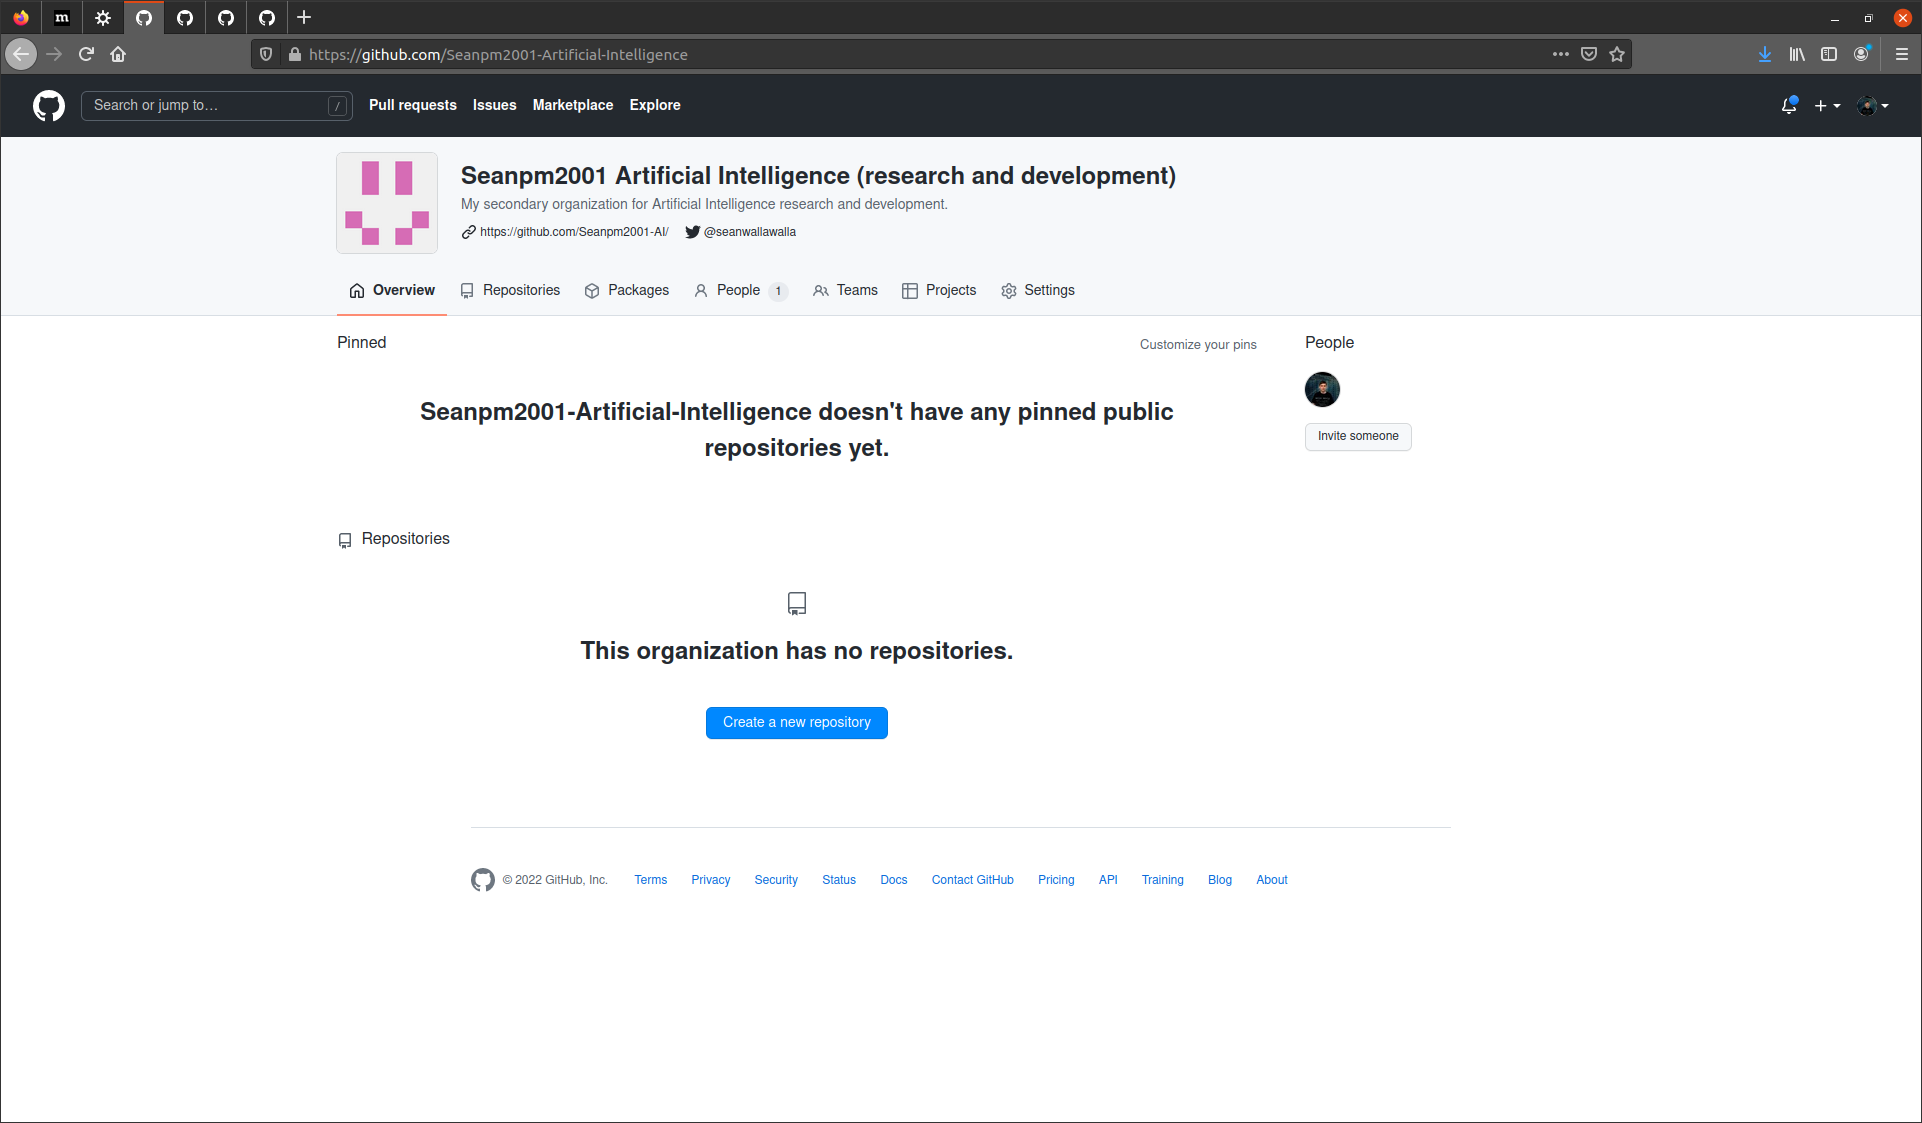 m
https://github.com/Seanpm2001-Artificial-Intelligence
Search or jump to…
/
Pull requests
Issues
Marketplace
Explore
Seanpm2001 Artificial Intelligence (research and development)
My secondary organization for Artificial Intelligence research and development.
https://github.com/Seanpm2001-AI/
@seanwallawalla
Overview
Repositories
Packages
People 1
Teams
Projects
Settings
Pinned
Customize your pins
Seanpm2001-Artificial-Intelligence doesn't have any pinned public
repositories yet.
People
Invite someone
Repositories
This organization has no repositories.
Create a new repository
© 2022 GitHub, Inc.
Terms
Privacy
Security
Status
Docs
Contact GitHub
Pricing
API
Training
Blog
About